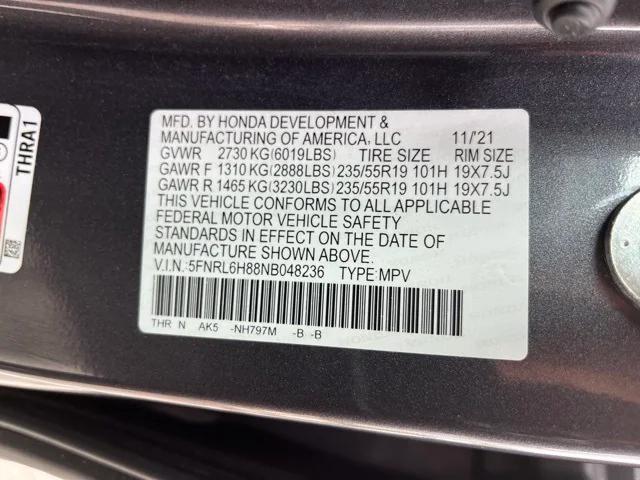 MFD. BY HONDA DEVELOPMENT &
MANUFACTURING OF AMERICA, LLC 11/'21
GVWR 2730 KG(6019LBS) TIRE SIZE RIM SIZE
GAWR F 1310 KG(2888LBS) 235/55R19 101H 19X7.5J
GAWR R 1465 KG(3230LBS) 235/55R19 101H 19X7.5J
THIS VEHICLE CONFORMS TO ALL APPLICABLE
FEDERAL MOTOR VEHICLE SAFETY
STANDARDS IN EFFECT ON THE DATE OF
MANUFACTURE SHOWN ABOVE.
V.I.N.:5FNRL6H88NB048236 TYPE:MPV
THR N AK5 -NH797M -B -B
THRA1